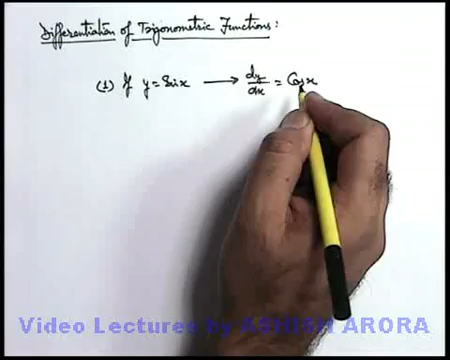 Differentiation of Trigonometric Functions:
(1) If y = Sin x → dy/dx = Cos x
Video Lectures by ASHISH ARORA